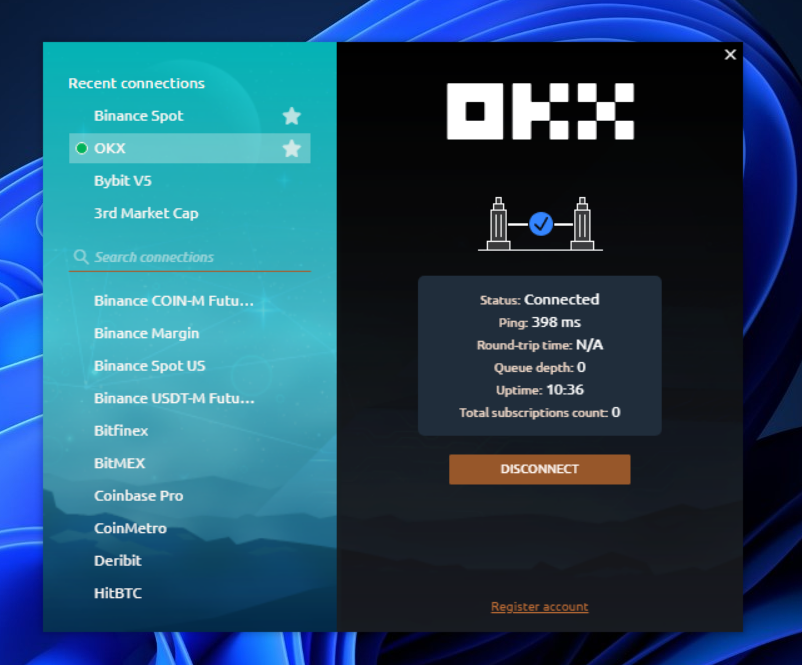 Recent connections
Binance Spot
OKX
Bybit V5
3rd Market Cap
Search connections
Binance COIN-M Futu...
Binance Margin
Binance Spot US
Binance USDT-M Futu...
Bitfinex
BitMEX
Coinbase Pro
CoinMetro
Deribit
HitBTC
OKX
Status: Connected
Ping: 398 ms
Round-trip time: N/A
Queue depth: 0
Uptime: 10:36
Total subscriptions count: 0
DISCONNECT
Register account